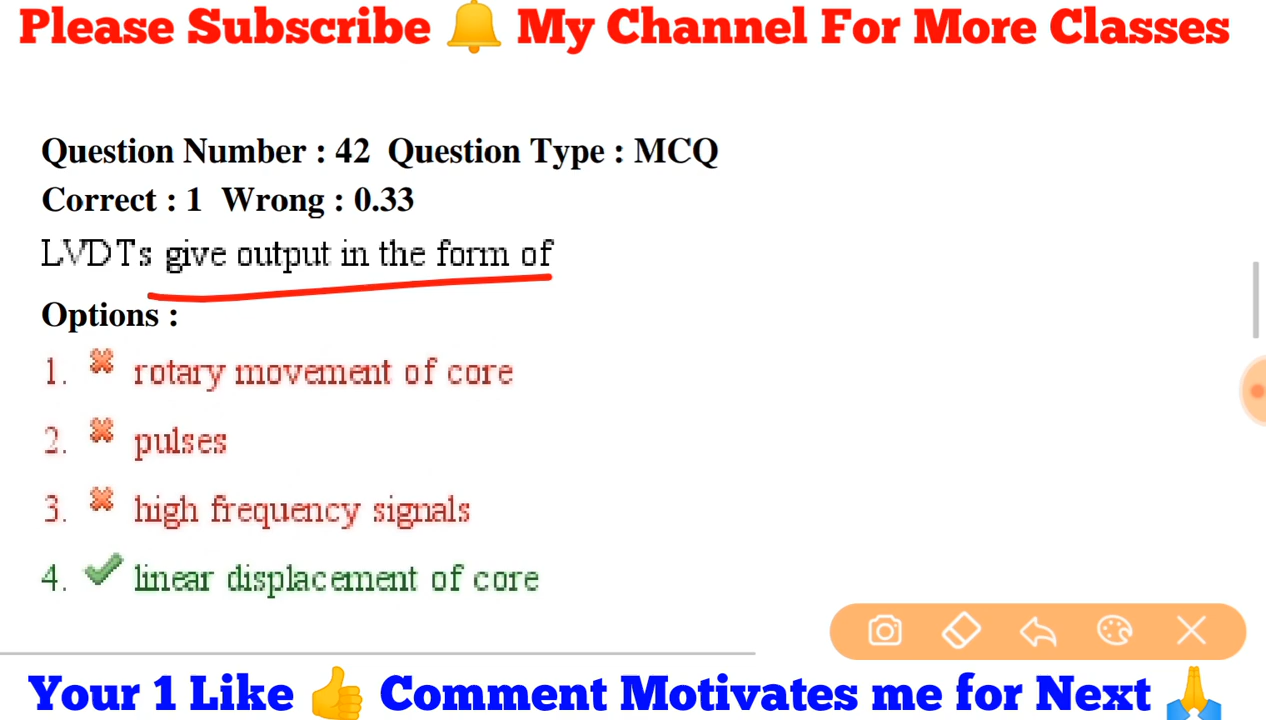 Please Subscribe 🔔 My Channel For More Classes
Question Number : 42 Question Type : MCQ
Correct : 1 Wrong : 0.33
LVDTs give output in the form of
Options :
1. ✖ rotary movement of core
2. ✖ pulses
3. ✖ high frequency signals
4. ✔ linear displacement of core
Your 1 Like 👍 Comment Motivates me for Next 🙏